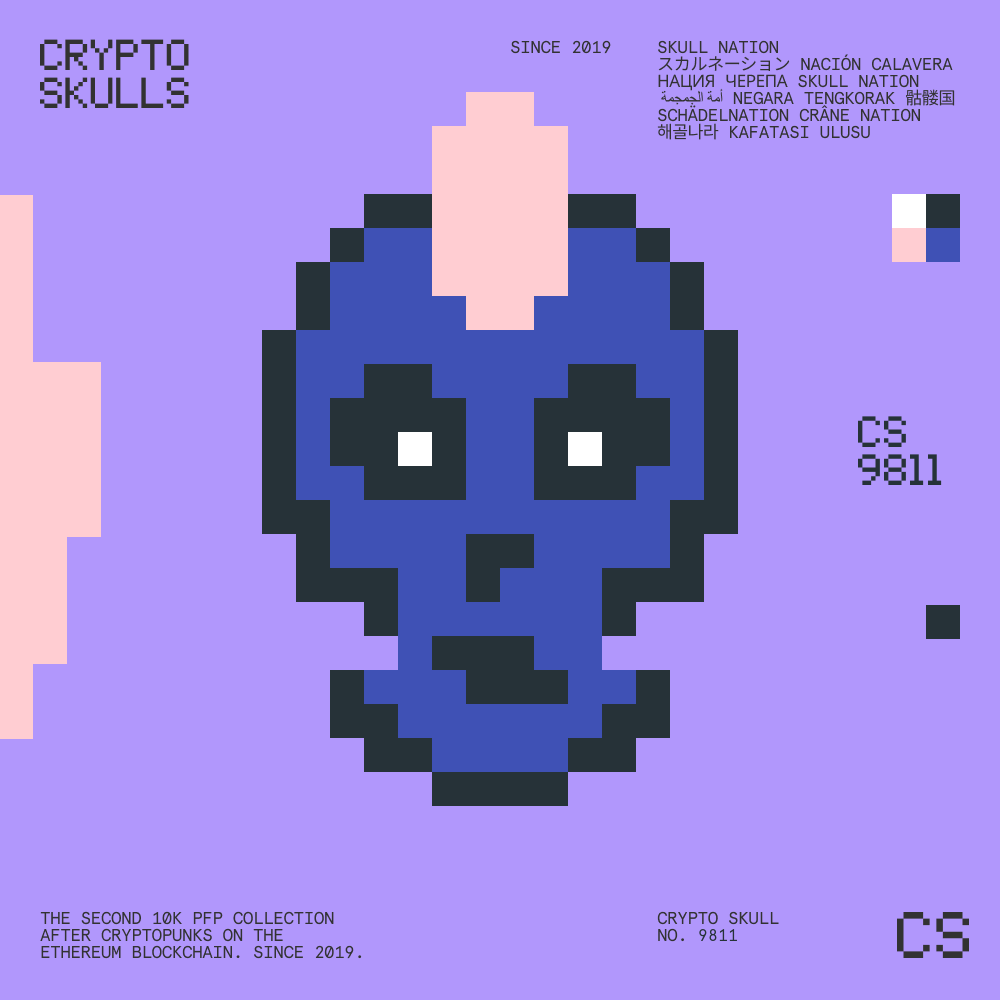 CRYPTO
SKULLS
SINCE 2019
SKULL NATION
スカルネーション NACIÓN CALAVERA
НАЦИЯ ЧЕРЕПА SKULL NATION
أمة الجمجمة NEGARA TENGKORAK 骷髅国
SCHÄDELNATION CRÂNE NATION
해골나라 KAFATASI ULUSU
CS
9811
THE SECOND 10K PFP COLLECTION
AFTER CRYPTOPUNKS ON THE
ETHEREUM BLOCKCHAIN. SINCE 2019.
CRYPTO SKULL
NO. 9811
CS